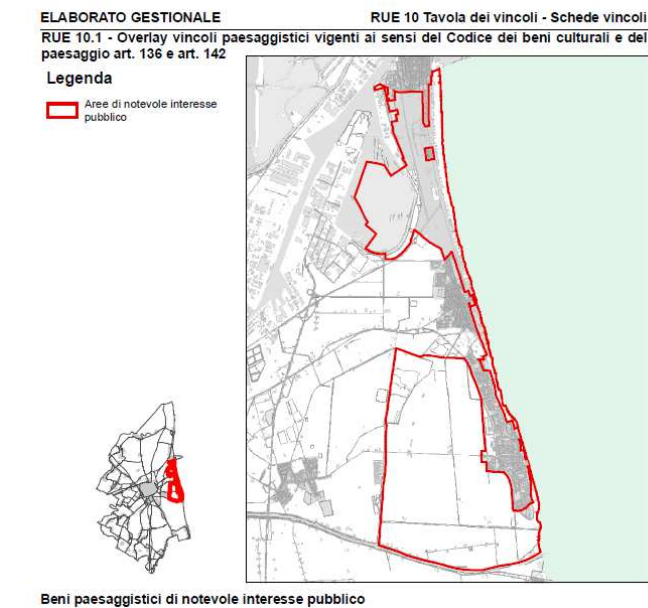 ELABORATO GESTIONALE
RUE 10 Tavola dei vincoli - Schede vincoli
RUE 10.1 - Overlay vincoli paesaggistici vigenti ai sensi del Codice dei beni culturali e del
paesaggio art. 136 e art. 142
Legenda
Aree di notevole interesse
pubblico
Beni paesaggistici di notevole interesse pubblico